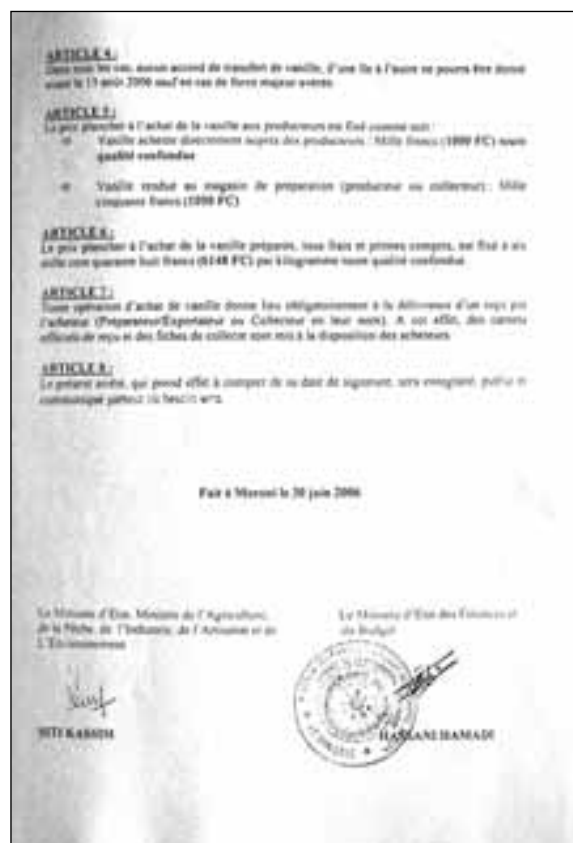 ARTICLE 4 :
Dans tous les cas, aucun accord de transfert de vanille, d'une île à l'autre ne pourra être donné
avant le 15 août 2006 sauf en cas de force majeur avérée.
ARTICLE 5 :
Le prix plancher à l'achat de la vanille aux producteurs est fixé comme suit :
Vanille achetée directement auprès des producteurs : Mille francs (1000 FC) toute
qualité confondue
Vanille rendue au magasin de préparation (producteur ou collecteur) : Mille
cinquante francs (1050 FC)
ARTICLE 6 :
Le prix plancher à l'achat de la vanille préparée, tous frais et primes compris, est fixé à six
mille cent quarante huit francs (6148 FC) par kilogramme toute qualité confondue.
ARTICLE 7 :
Toute opération d'achat de vanille donne lieu obligatoirement à la délivrance d'un reçu par
l'acheteur (Préparateur/Exportateur ou Collecteur en leur nom). A cet effet, des carnets
officiels de reçu et des fiches de collecte sont mis à la disposition des acheteurs.
ARTICLE 8 :
Le présent arrêté, qui prend effet à compter de sa date de signature, sera enregistré, publié et
communiqué partout où besoin sera.
Fait à Moroni le 30 juin 2006
Le Ministre d'Etat, Ministre de l'Agriculture,
de la Pêche, de l'Industrie, de l'Artisanat et de
L'Environnement
Le Ministre d'Etat des Finances et
du Budget
SITI KASSIM
HASSANI HAMADI